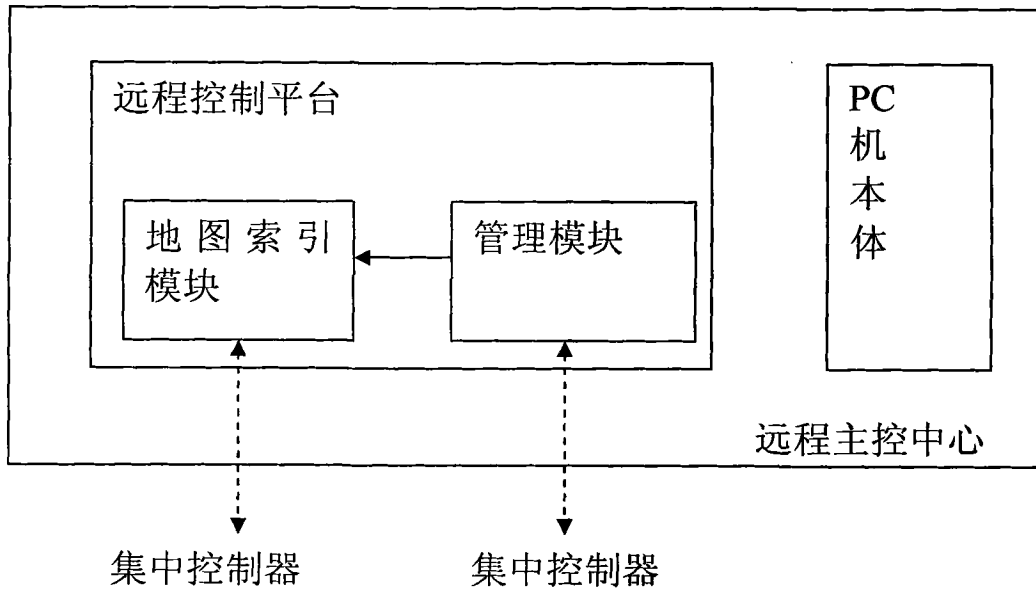 远程控制平台
地图索引
模块
管理模块
PC
机
本
体
远程主控中心
集中控制器
集中控制器